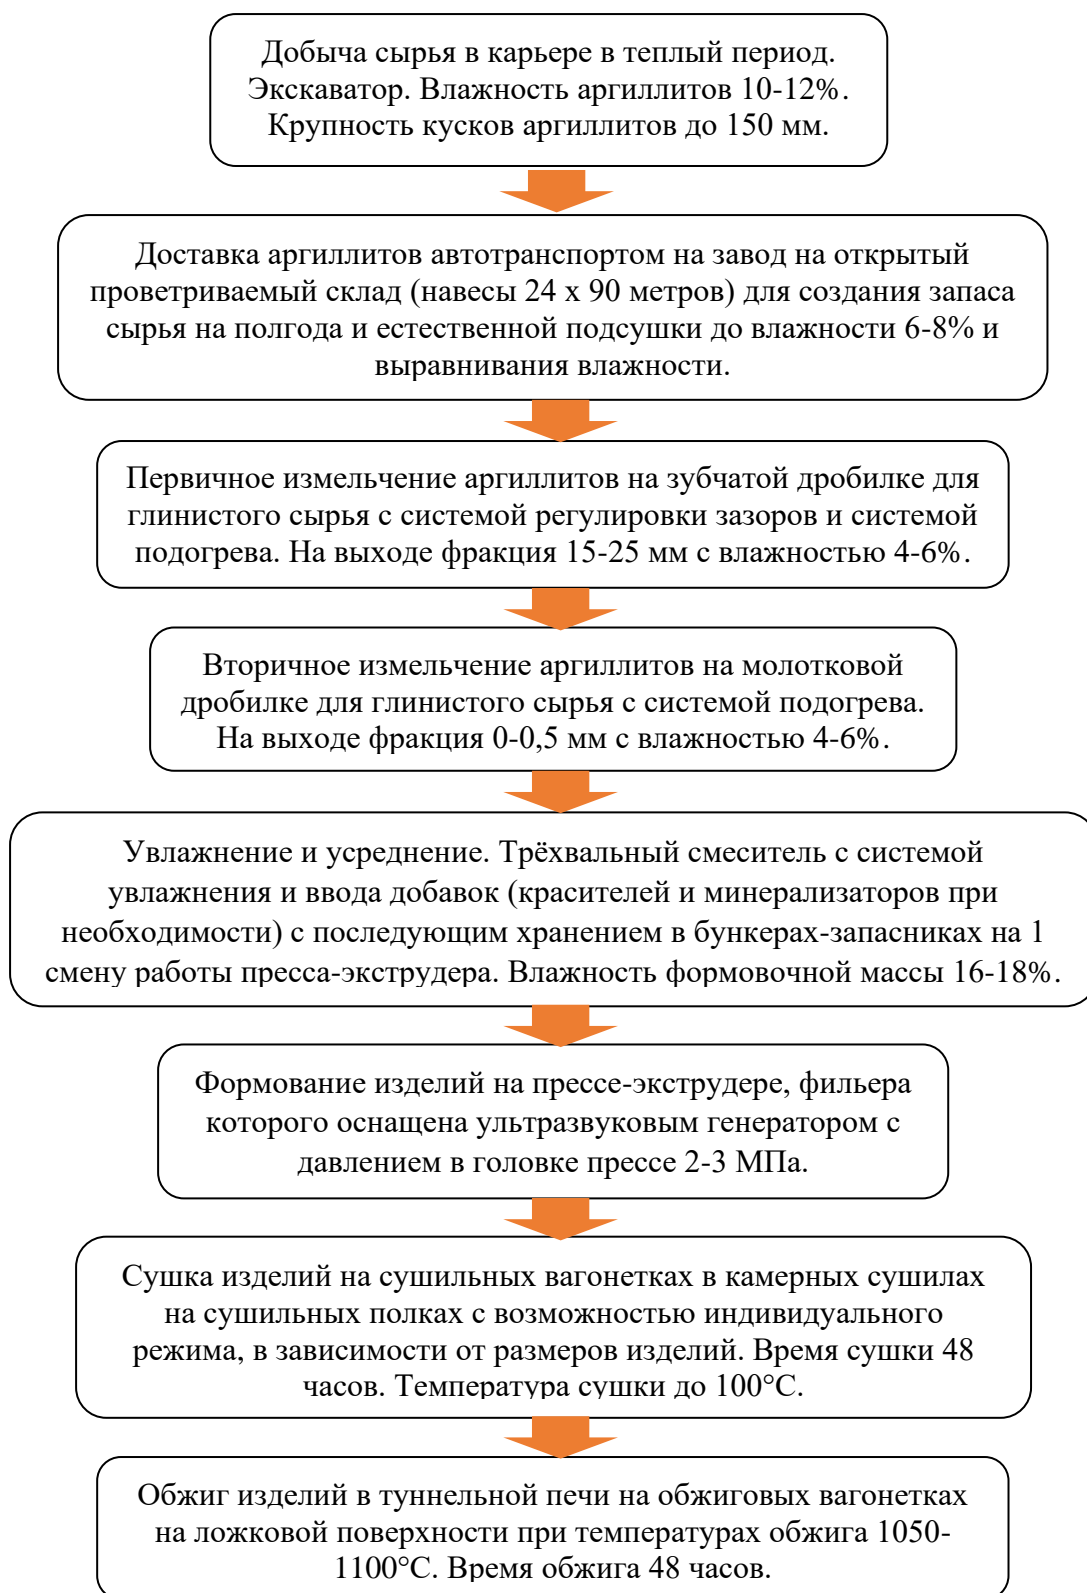 Добыча сырья в карьере в теплый период.
Экскаватор. Влажность аргиллитов 10-12%.
Крупность кусков аргиллитов до 150 мм.
Доставка аргиллитов автотранспортом на завод на открытый
проветриваемый склад (навесы 24 х 90 метров) для создания запаса
сырья на полгода и естественной подсушки до влажности 6-8% и
выравнивания влажности.
Первичное измельчение аргиллитов на зубчатой дробилке для
глинистого сырья с системой регулировки зазоров и системой
подогрева. На выходе фракция 15-25 мм с влажностью 4-6%.
Вторичное измельчение аргиллитов на молотковой
дробилке для глинистого сырья с системой подогрева.
На выходе фракция 0-0,5 мм с влажностью 4-6%.
Увлажнение и усреднение. Трёхвальный смеситель с системой
увлажнения и ввода добавок (красителей и минерализаторов при
необходимости) с последующим хранением в бункерах-запасниках на 1
смену работы пресса-экструдера. Влажность формовочной массы 16-18%.
Формование изделий на прессе-экструдере, фильера
которого оснащена ультразвуковым генератором с
давлением в головке прессе 2-3 МПа.
Сушка изделий на сушильных вагонетках в камерных сушилах
на сушильных полках с возможностью индивидуального
режима, в зависимости от размеров изделий. Время сушки 48
часов. Температура сушки до 100°С.
Обжиг изделий в туннельной печи на обжиговых вагонетках
на ложковой поверхности при температурах обжига 1050-
1100°С. Время обжига 48 часов.